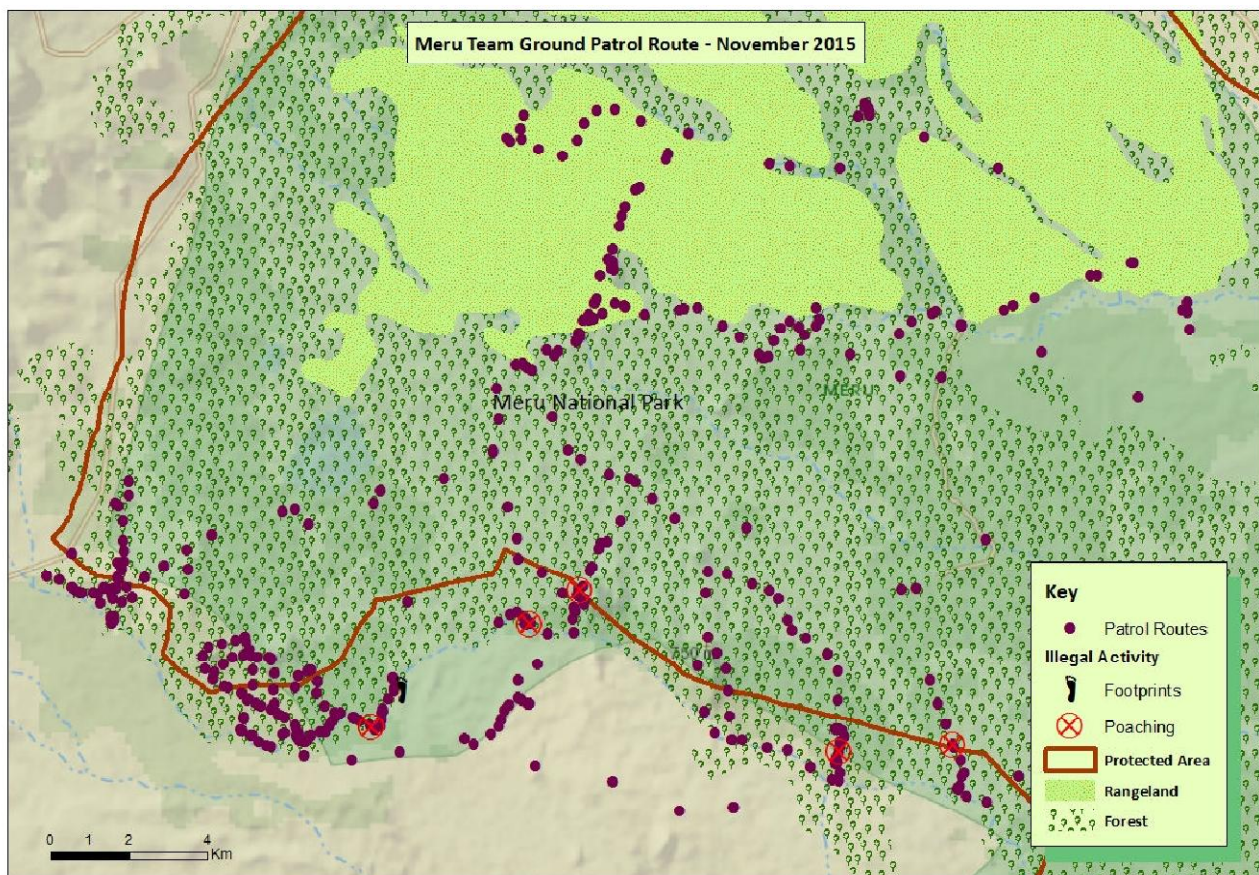 Meru Team Ground Patrol Route - November 2015
MERU
Meru National Park
Key
Patrol Routes
Illegal Activity
Footprints
Poaching
Protected Area
Rangeland
Forest
0 1 2 4
Km